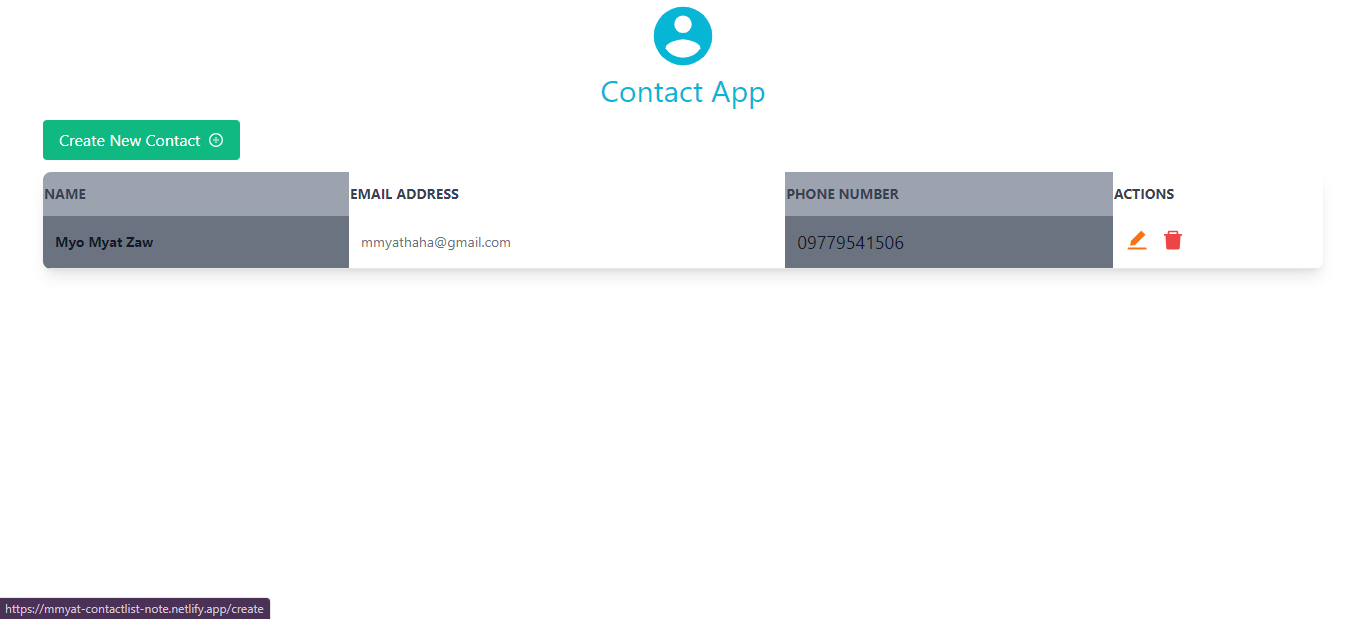 Contact App
Create New Contact
NAME EMAIL ADDRESS PHONE NUMBER ACTIONS
Myo Myat Zaw mmyathaha@gmail.com 09779541506
https://mmyat-contactlist-note.netlify.app/create